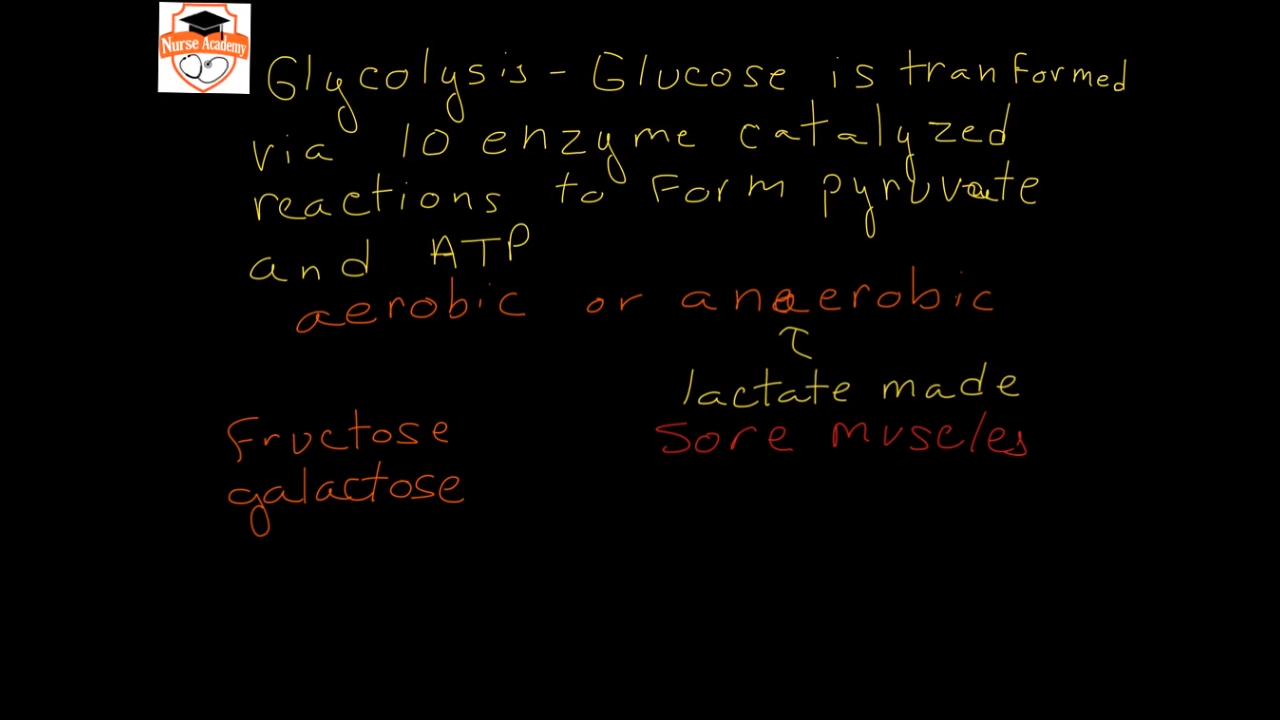 Nurse Academy
Glycolysis - Glucose is tranformed
via 10 enzyme catalyzed
reactions to form pyruvate
and ATP
aerobic or anaerobic
lactate made
sore muscles
fructose
galactose